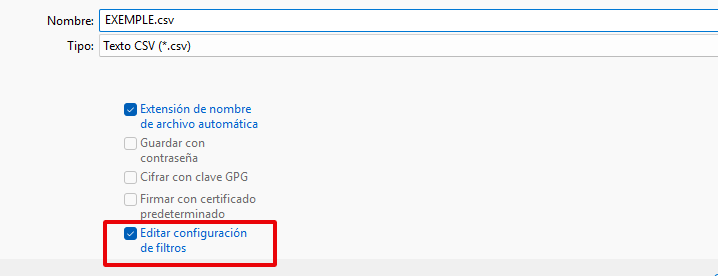 Nombre: EXEMPLE.csv
Tipo: Texto CSV (*.csv)
Extensión de nombre
de archivo automática
Guardar con
contraseña
Cifrar con clave GPG
Firmar con certificado
predeterminado
Editar configuración
de filtros